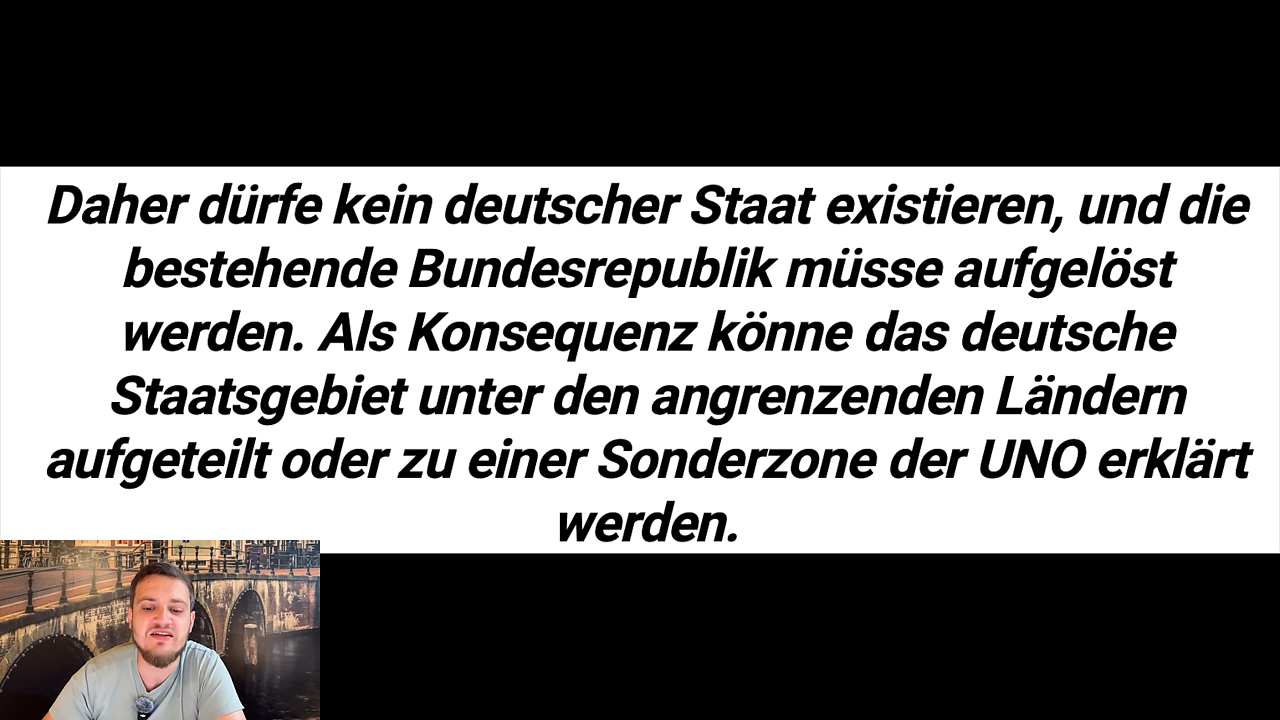 Daher dürfe kein deutscher Staat existieren, und die
bestehende Bundesrepublik müsse aufgelöst
werden. Als Konsequenz könne das deutsche
Staatsgebiet unter den angrenzenden Ländern
aufgeteilt oder zu einer Sonderzone der UNO erklärt
werden.